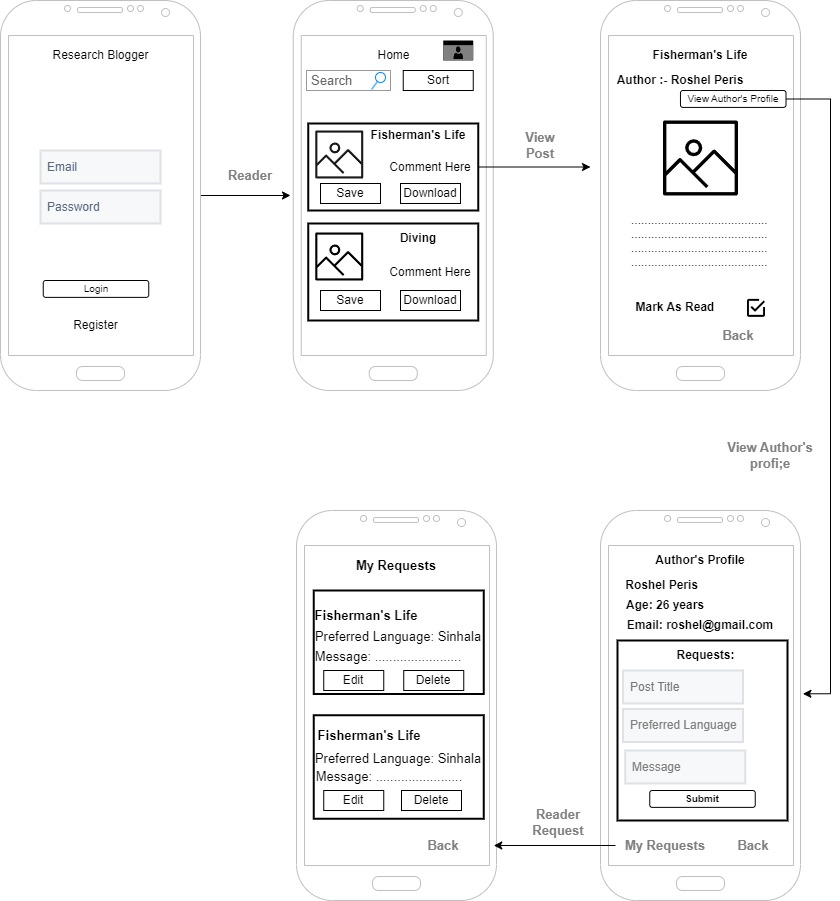 Research Blogger
Email
Password
Login
Register
Reader
Home
Search
Sort
Fisherman's Life
Comment Here
Save
Download
Diving
Comment Here
Save
Download
View
Post
Fisherman's Life
Author :- Roshel Peris
View Author's Profile
Mark As Read
Back
View Author's
profi;e
Author's Profile
Roshel Peris
Age: 26 years
Email: roshel@gmail.com
Requests:
Post Title
Preferred Language
Message
Submit
My Requests
Back
Reader
Request
My Requests
Fisherman's Life
Preferred Language: Sinhala
Message: ........................
Edit
Delete
Fisherman's Life
Preferred Language: Sinhala
Message: ........................
Edit
Delete
Back